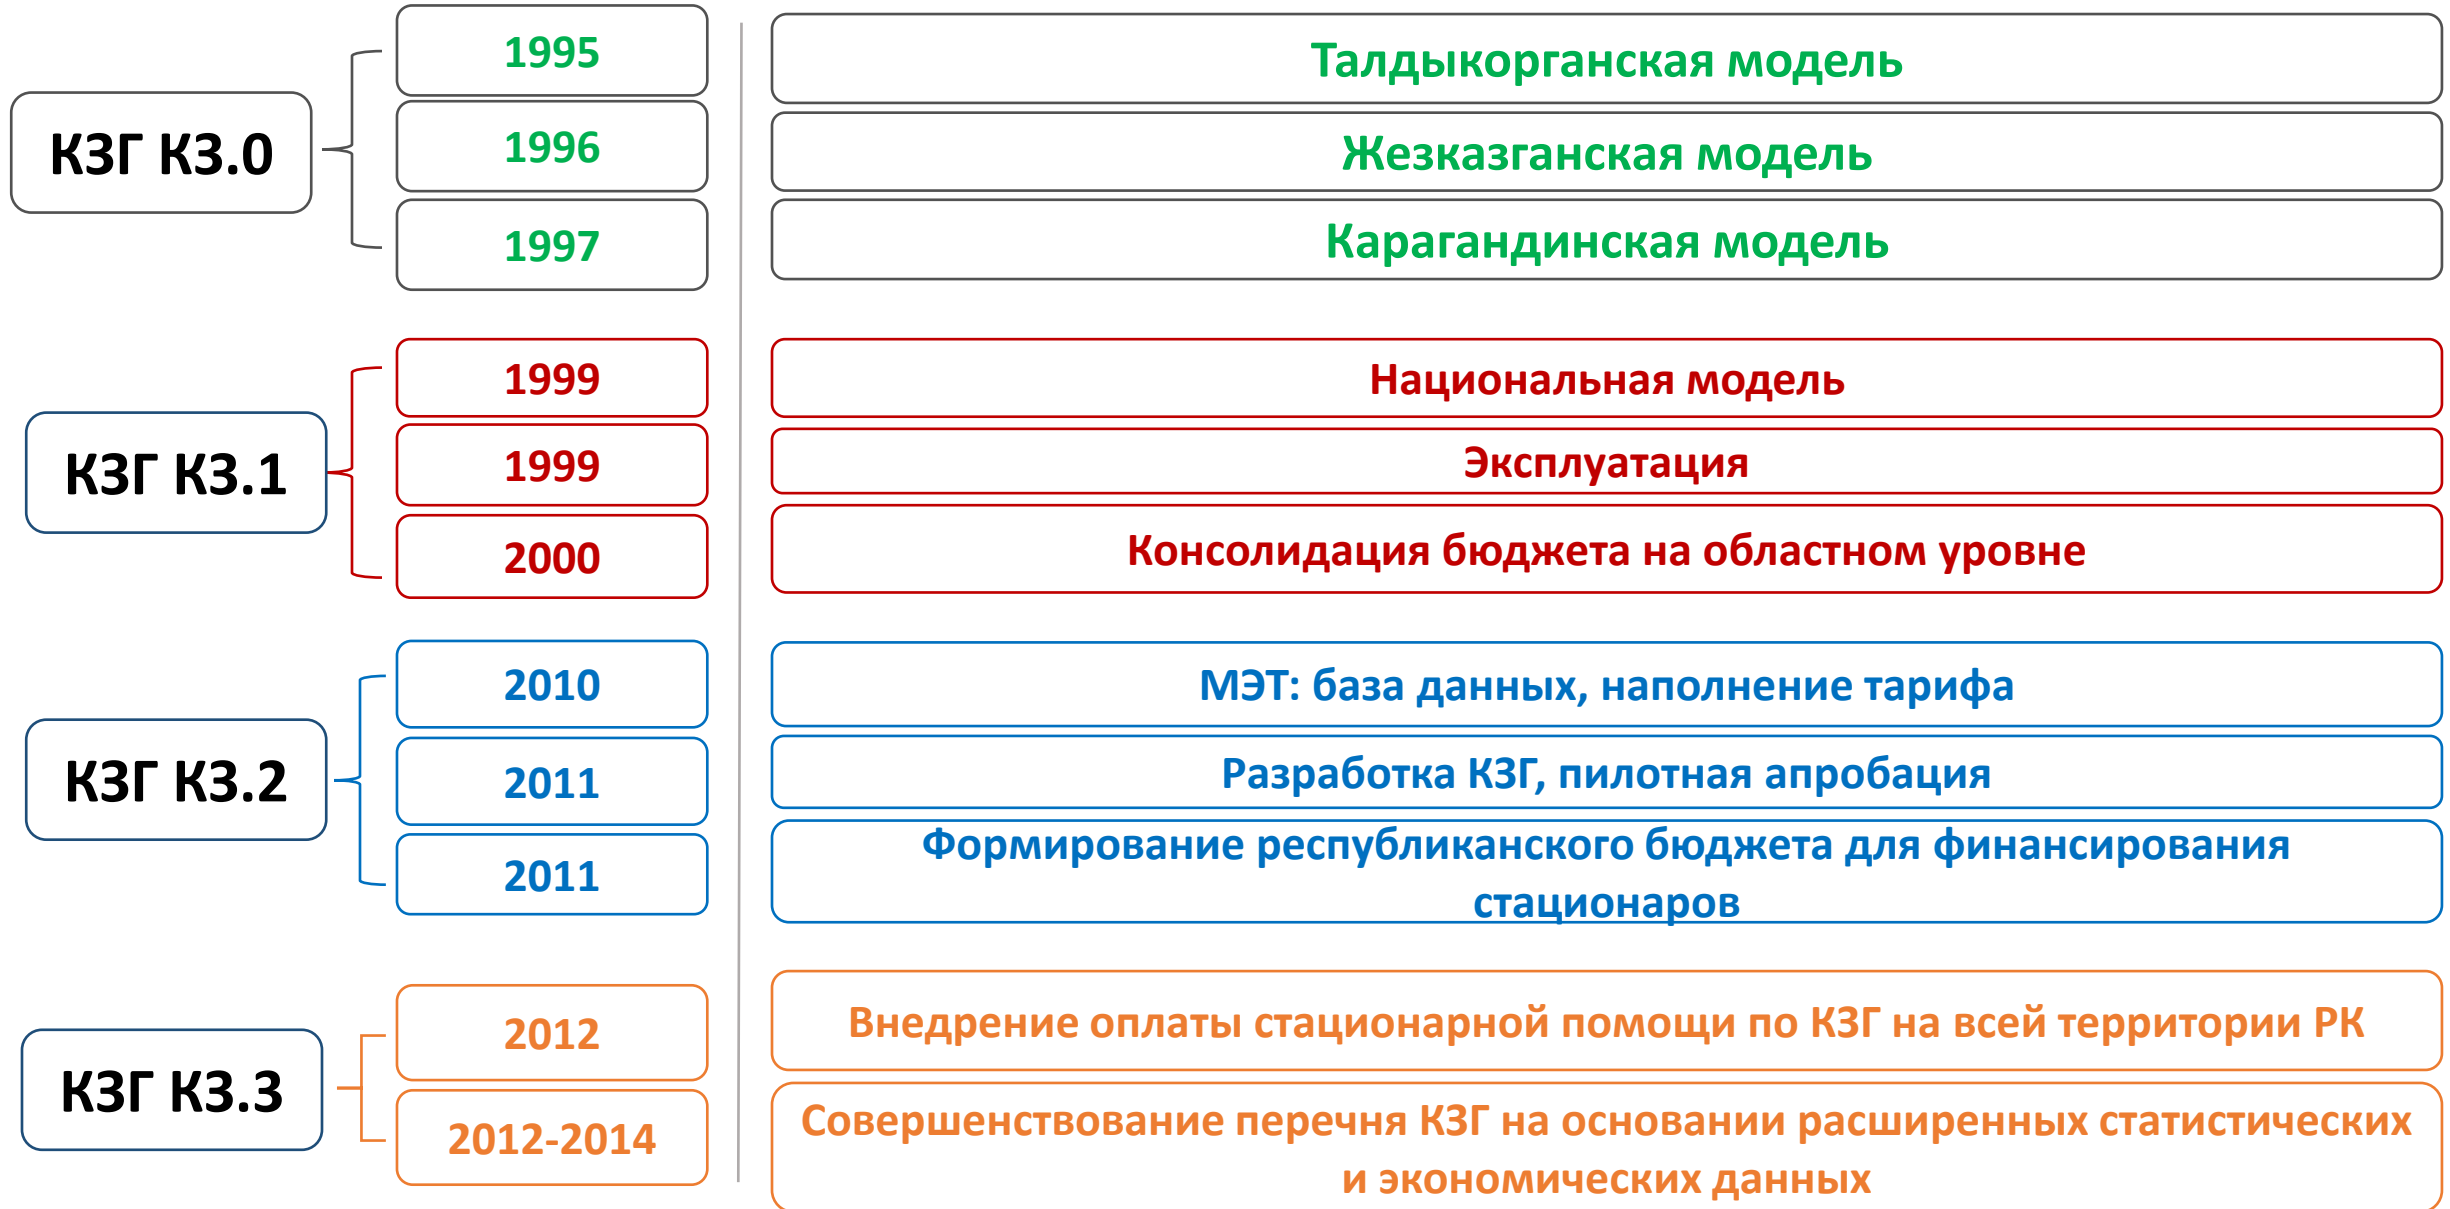 КЗГ КЗ.0
1995
Талдыкорганская модель
1996
Жезказганская модель
1997
Карагандинская модель
КЗГ КЗ.1
1999
Национальная модель
1999
Эксплуатация
2000
Консолидация бюджета на областном уровне
КЗГ КЗ.2
2010
МЭТ: база данных, наполнение тарифа
2011
Разработка КЗГ, пилотная апробация
2011
Формирование республиканского бюджета для финансирования
стационаров
КЗГ КЗ.3
2012
Внедрение оплаты стационарной помощи по КЗГ на всей территории РК
2012-2014
Совершенствование перечня КЗГ на основании расширенных статистических
и экономических данных